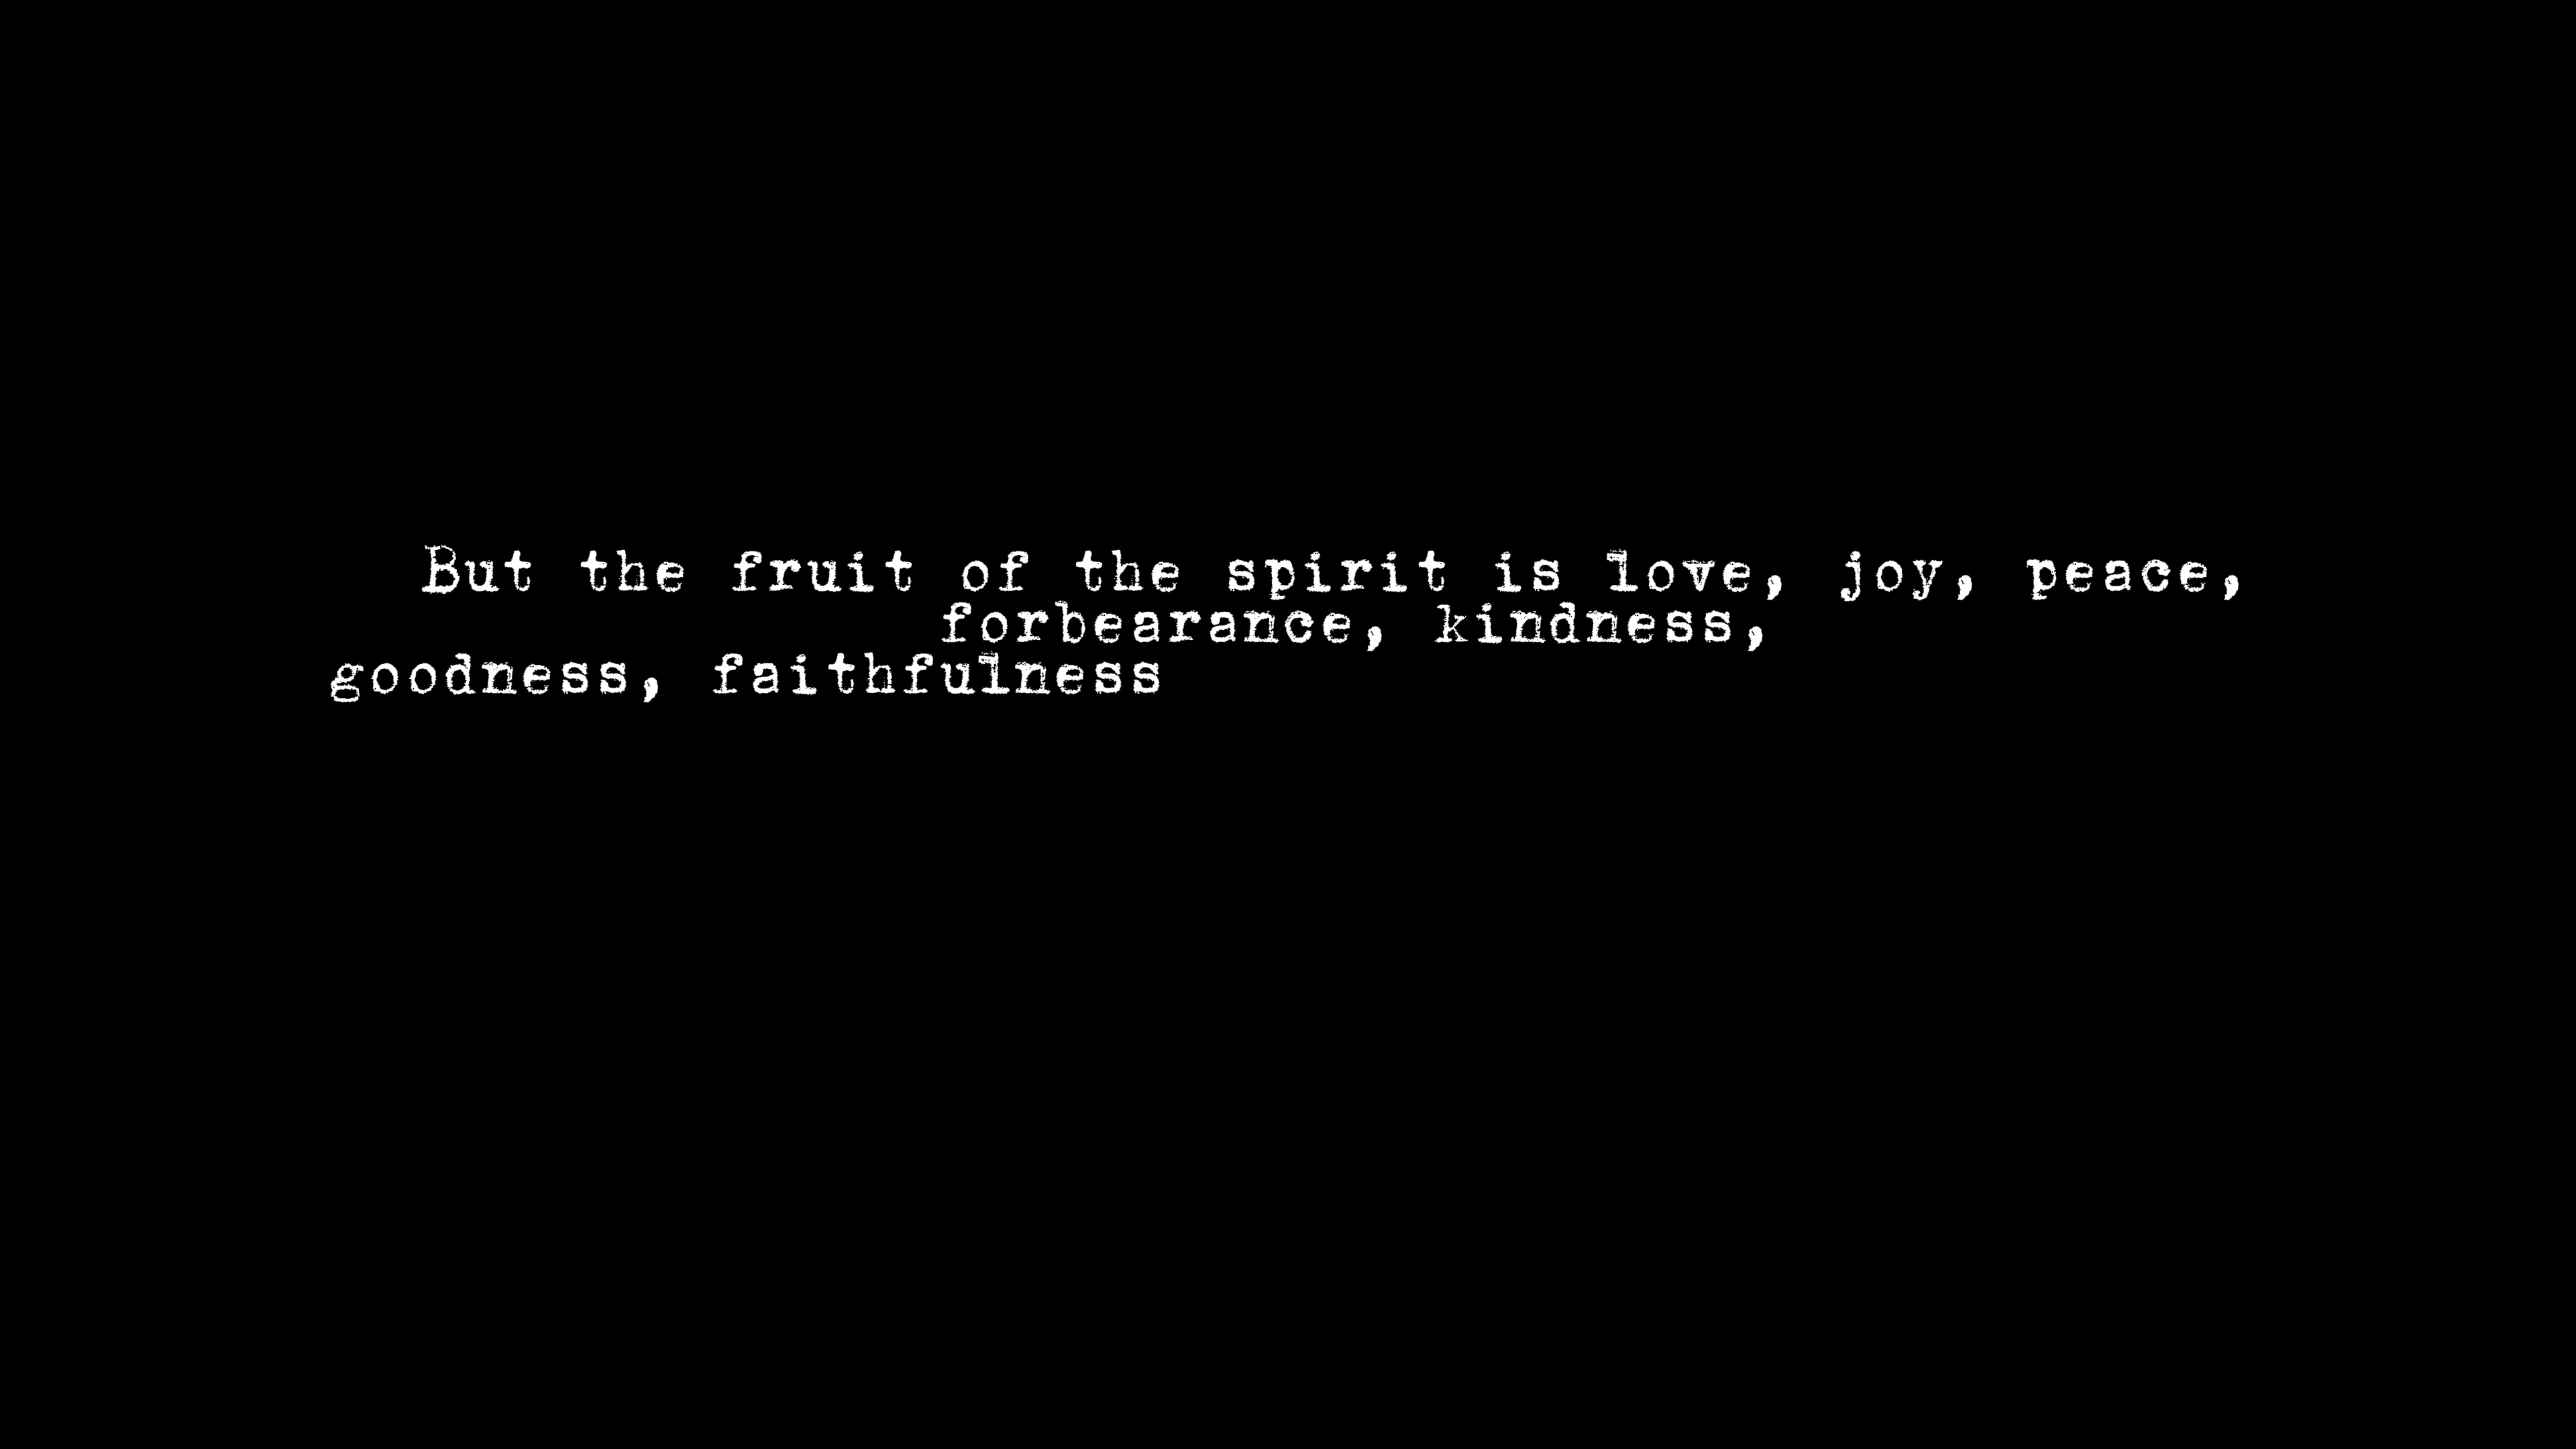 But the fruit of the spirit is love, joy, peace,
forbearance, kindness,
goodness, faithfulness